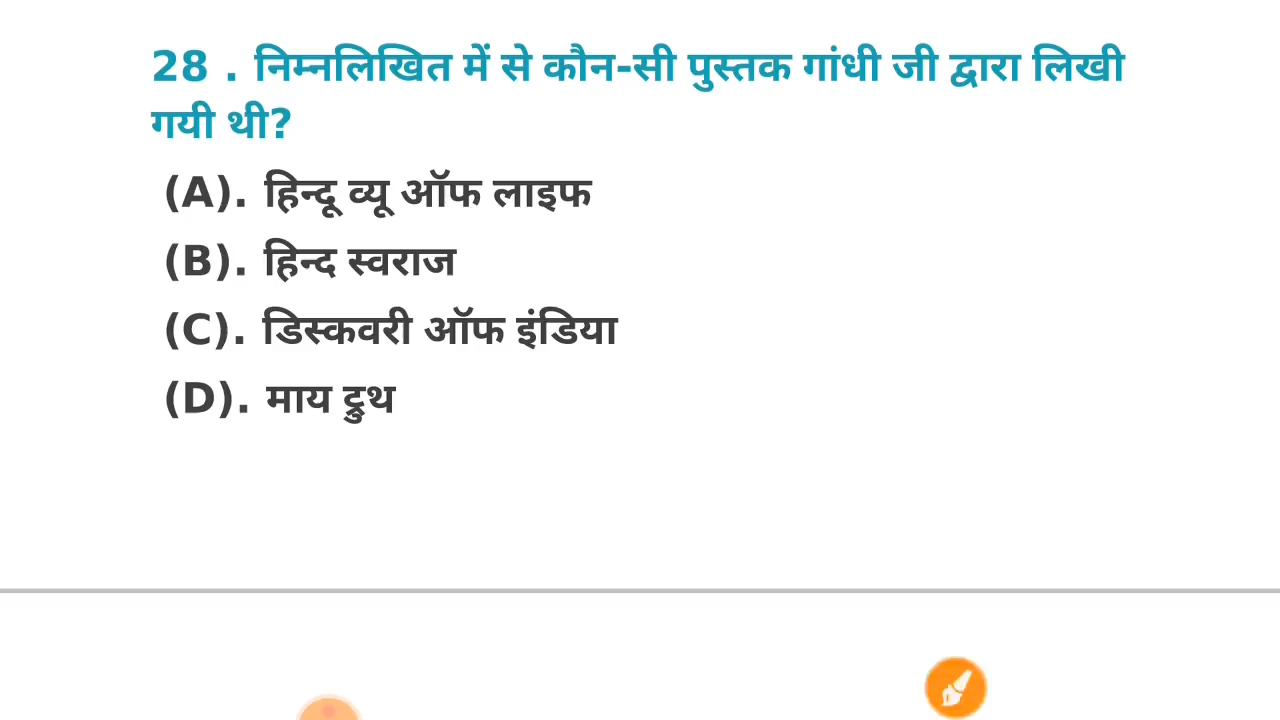 28 . निम्नलिखित में से कौन-सी पुस्तक गांधी जी द्वारा लिखी
गयी थी?
(A). हिन्दू व्यू ऑफ लाइफ
(B). हिन्द स्वराज
(C). डिस्कवरी ऑफ इंडिया
(D). माय ट्रुथ